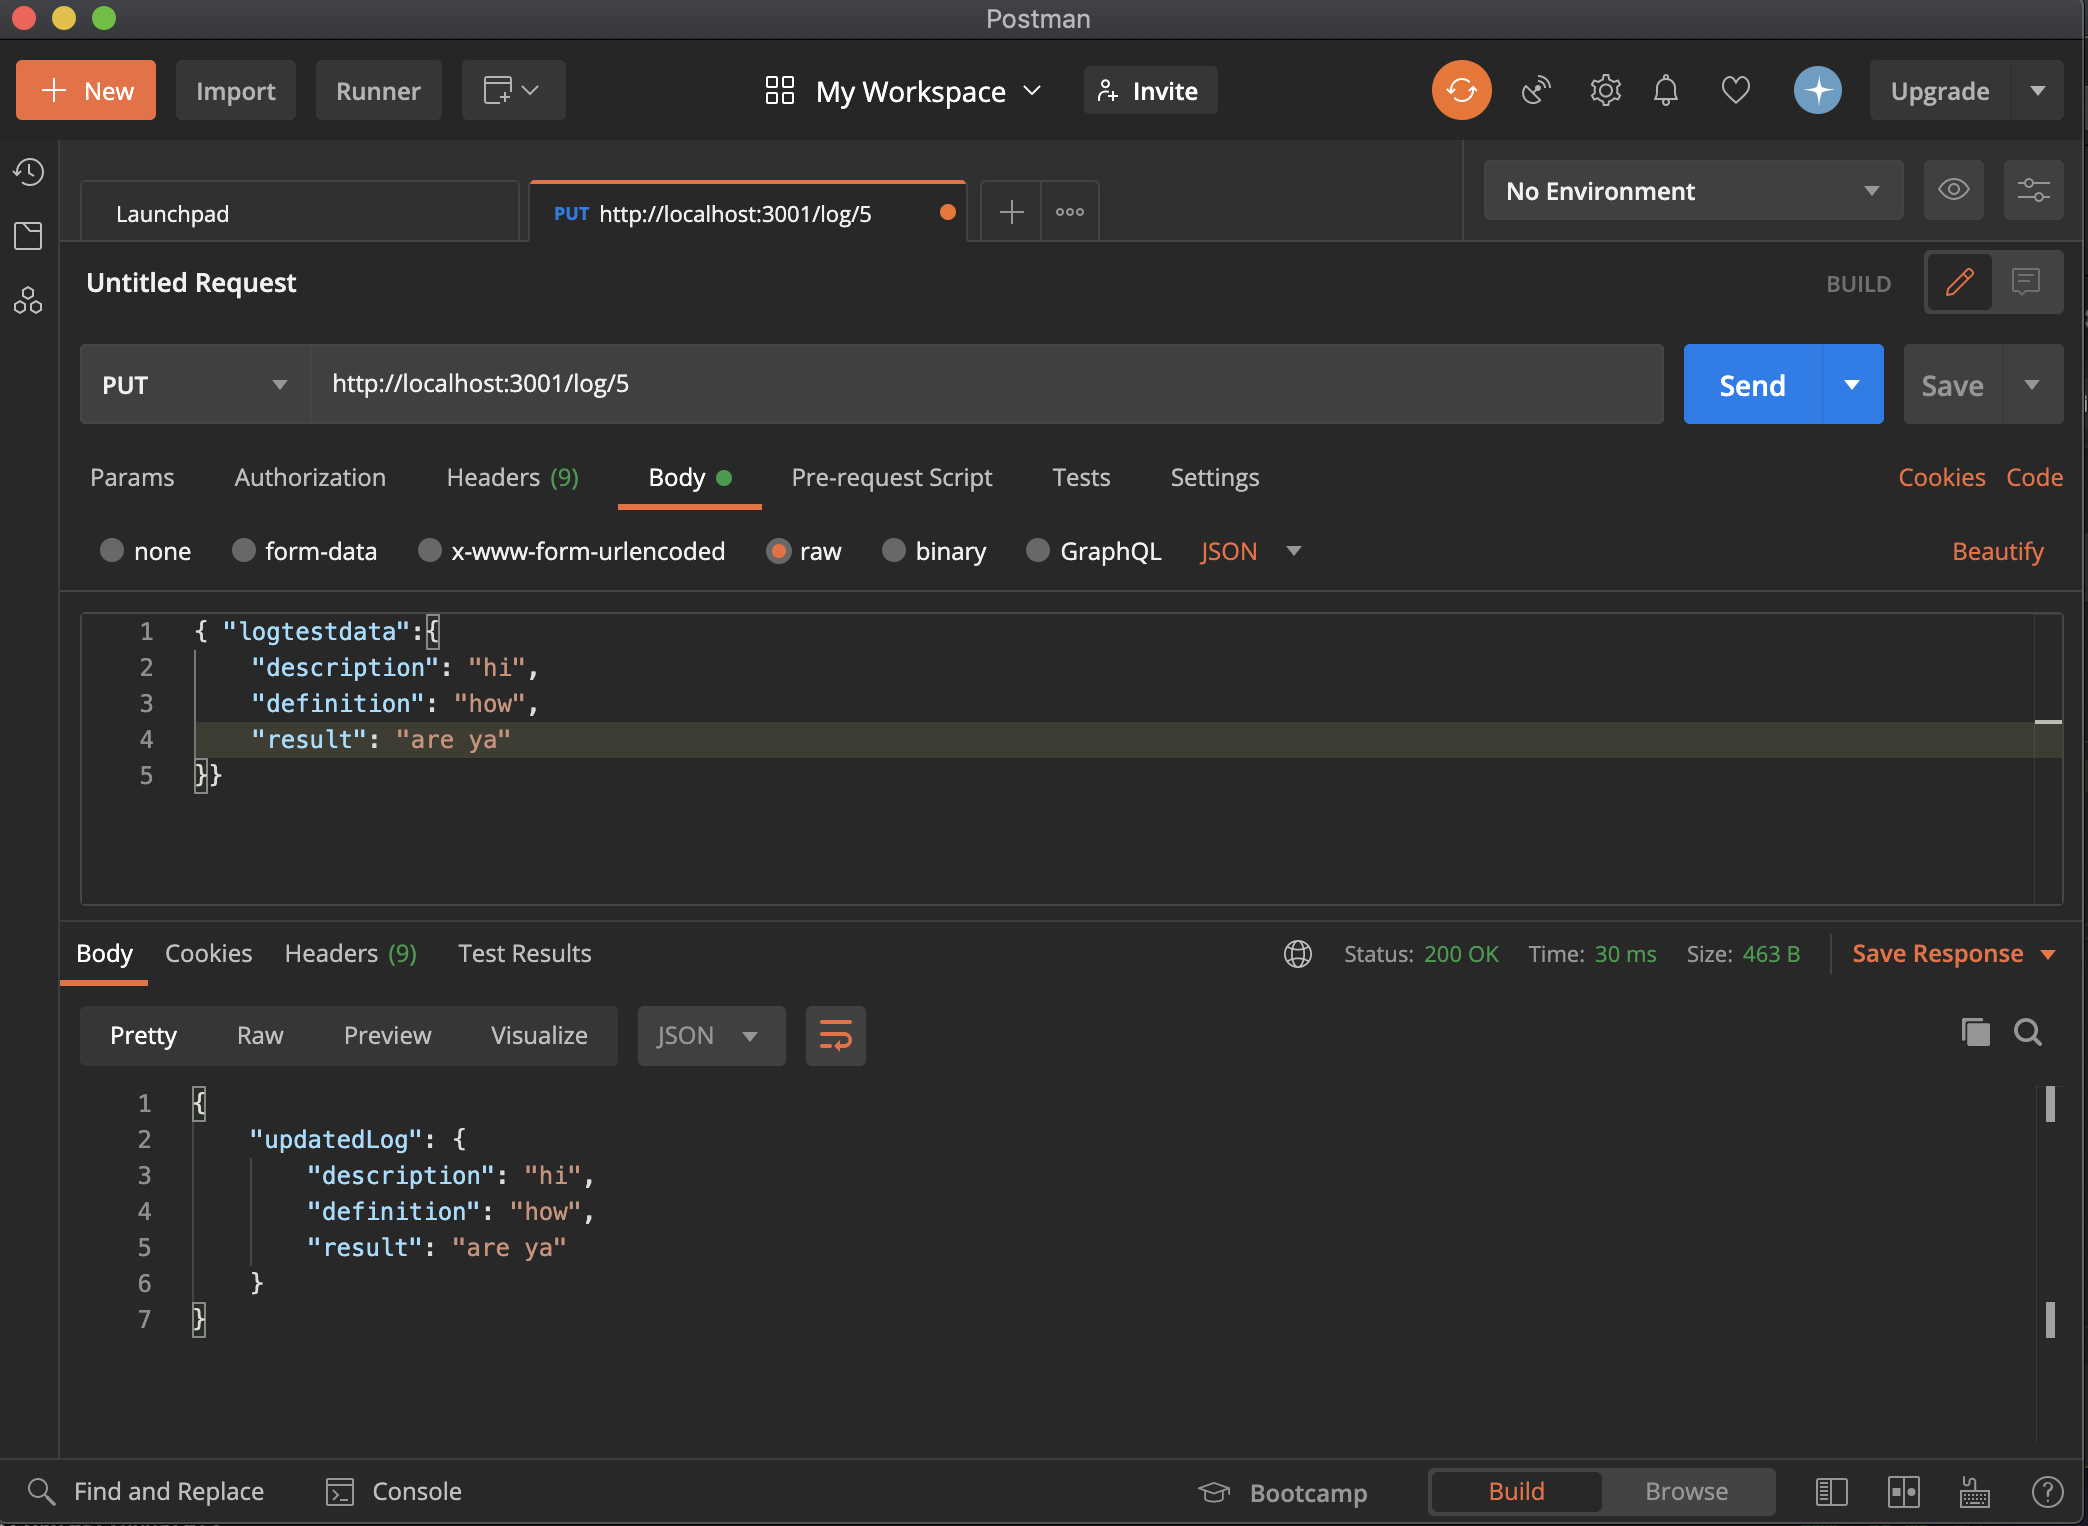 Postman
New
Import
Runner
My Workspace
Invite
Upgrade
Launchpad
PUT http://localhost:3001/log/5
No Environment
Untitled Request
BUILD
PUT
http://localhost:3001/log/5
Send
Save
Params
Authorization
Headers (9)
Body
Pre-request Script
Tests
Settings
Cookies
Code
none
form-data
x-www-form-urlencoded
raw
binary
GraphQL
JSON
Beautify
1 { "logtestdata":{
2 "description": "hi",
3 "definition": "how",
4 "result": "are ya"
5 }}
Body
Cookies
Headers (9)
Test Results
Status: 200 OK
Time: 30 ms
Size: 463 B
Save Response
Pretty
Raw
Preview
Visualize
JSON
1 {
2 "updatedLog": {
3 "description": "hi",
4 "definition": "how",
5 "result": "are ya"
6 }
7 }
Find and Replace
Console
Bootcamp
Build
Browse